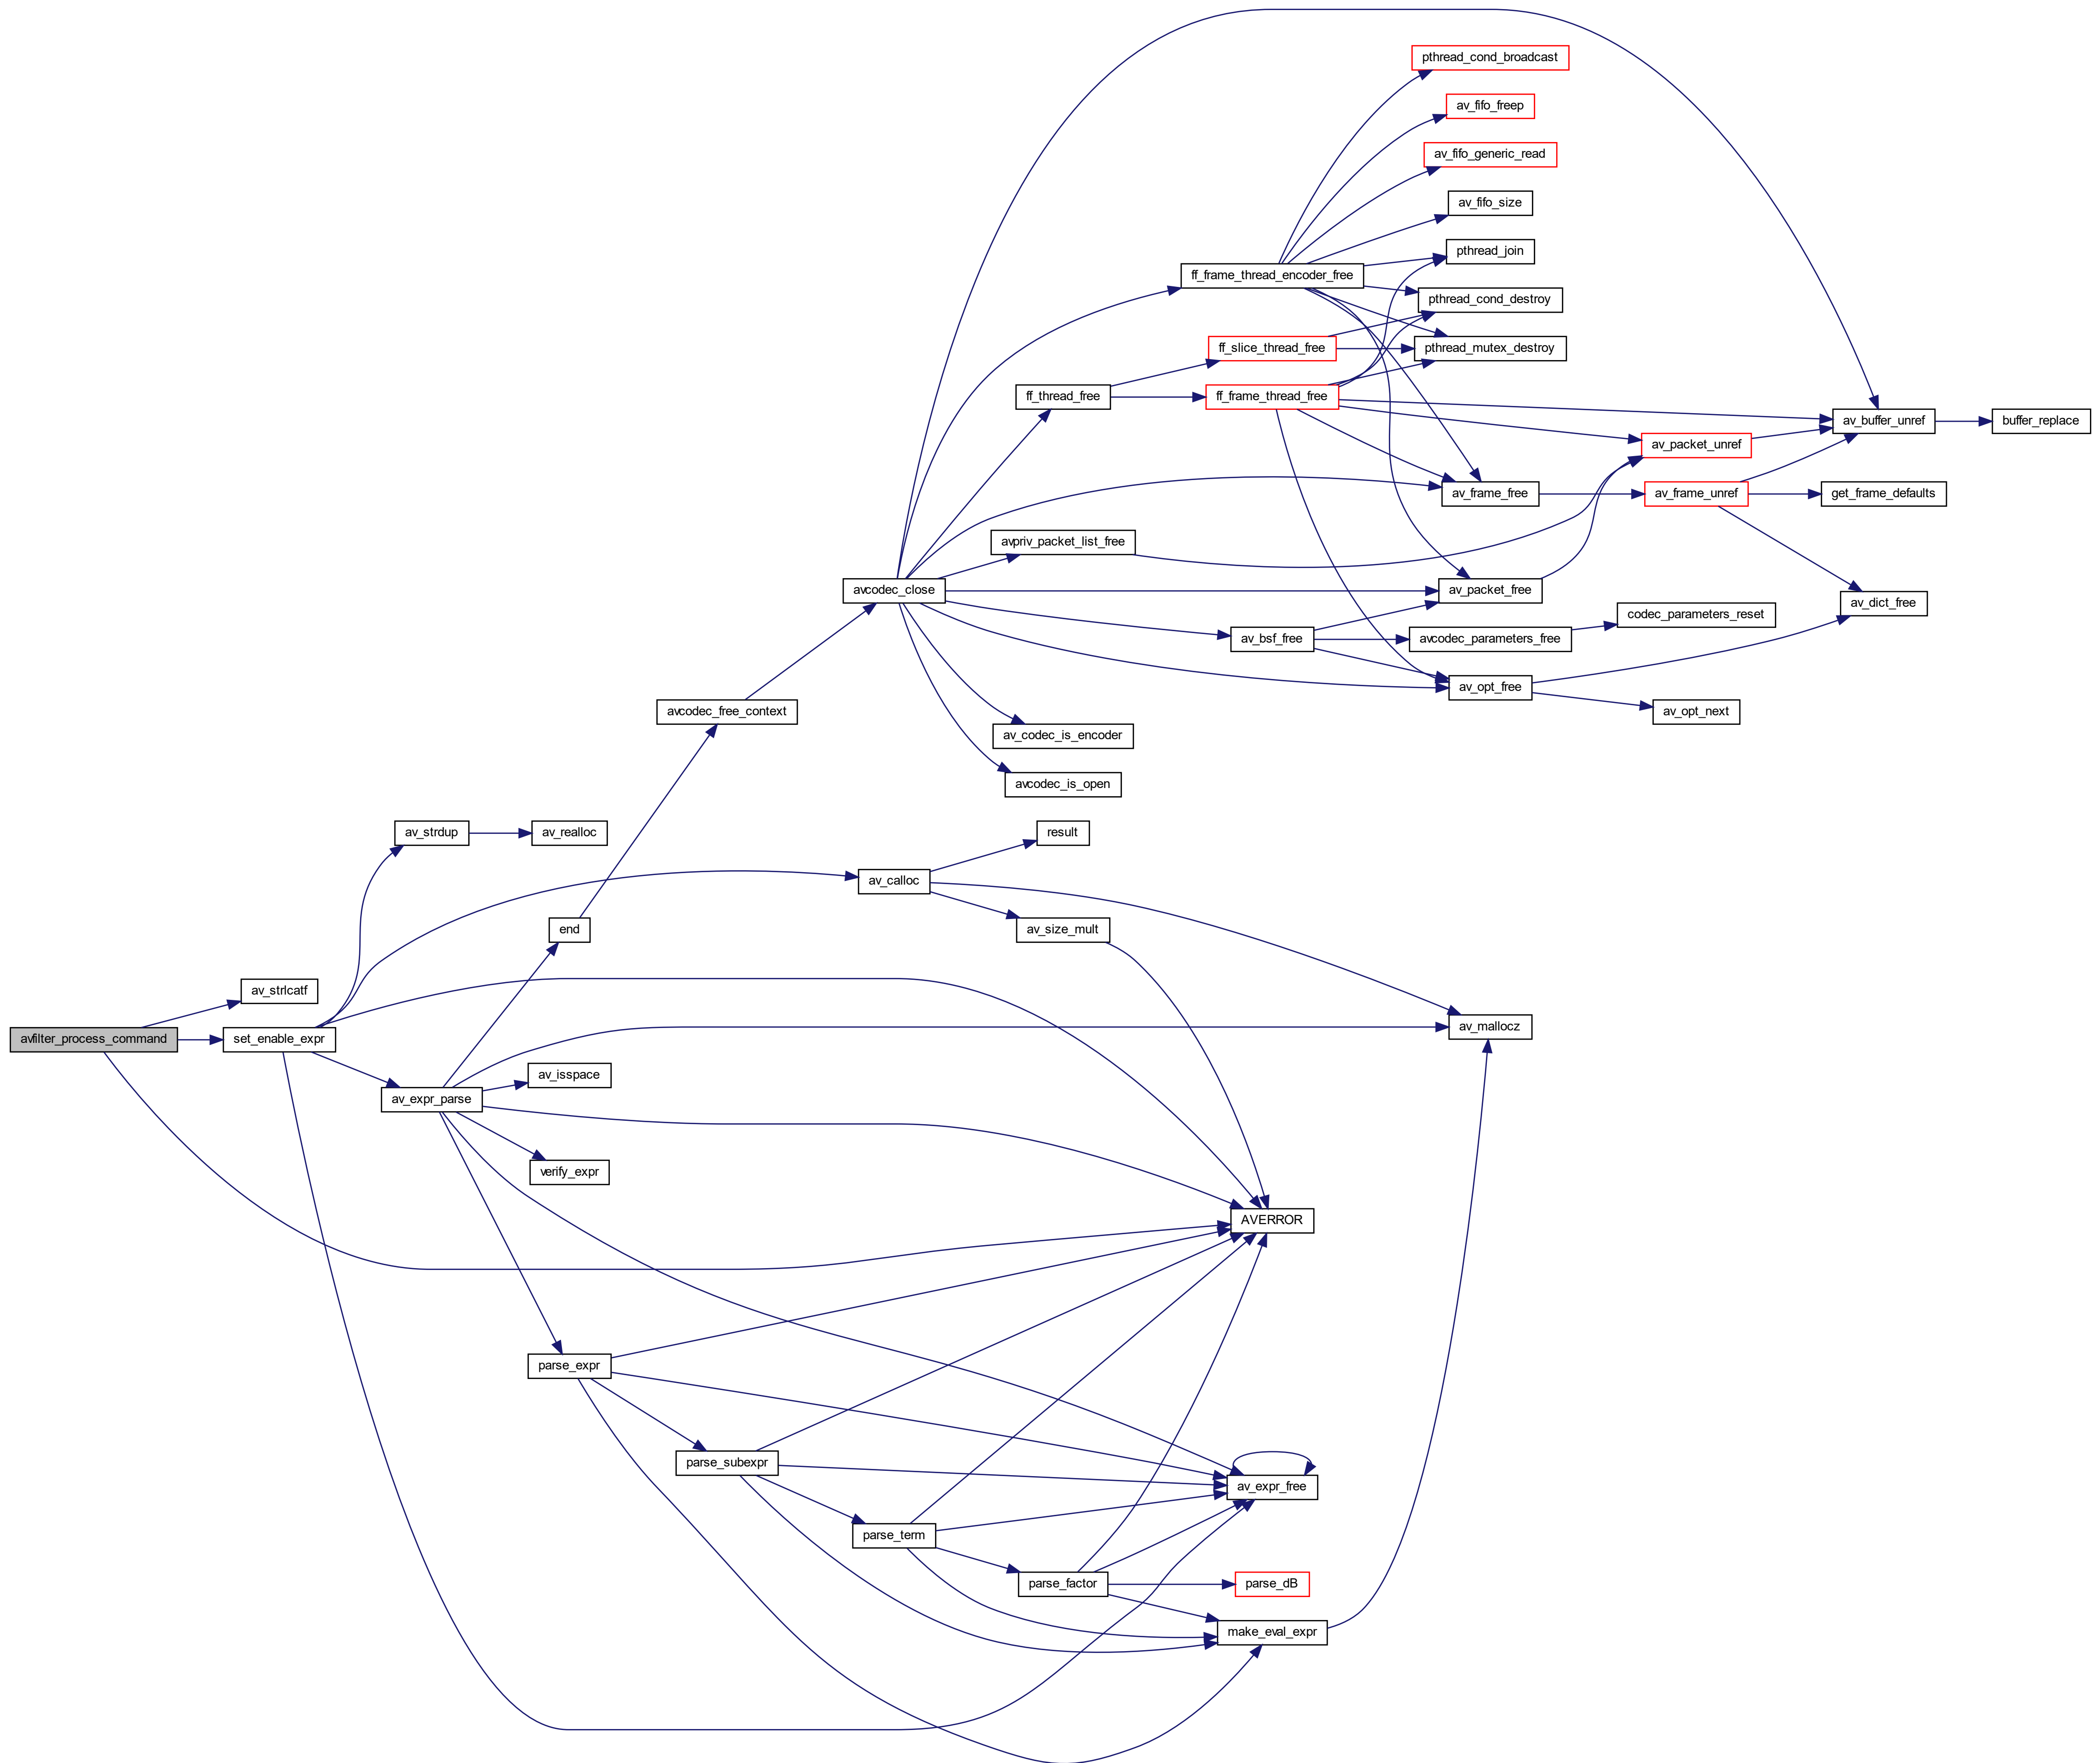 pthread_cond_broadcast
av_fifo_freep
av_fifo_generic_read
av_fifo_size
pthread_join
ff_frame_thread_encoder_free
pthread_cond_destroy
ff_slice_thread_free
pthread_mutex_destroy
ff_thread_free
ff_frame_thread_free
av_buffer_unref
buffer_replace
av_packet_unref
av_frame_free
av_frame_unref
get_frame_defaults
avpriv_packet_list_free
avcodec_close
av_packet_free
av_dict_free
codec_parameters_reset
av_bsf_free
avcodec_parameters_free
av_opt_free
avcodec_free_context
av_opt_next
av_codec_is_encoder
avcodec_is_open
av_strdup
av_realloc
result
av_calloc
end
av_size_mult
av_strlcatf
av_mallocz
avfilter_process_command
set_enable_expr
av_isspace
av_expr_parse
verify_expr
AVERROR
parse_expr
parse_subexpr
av_expr_free
parse_term
parse_factor
parse_dB
make_eval_expr